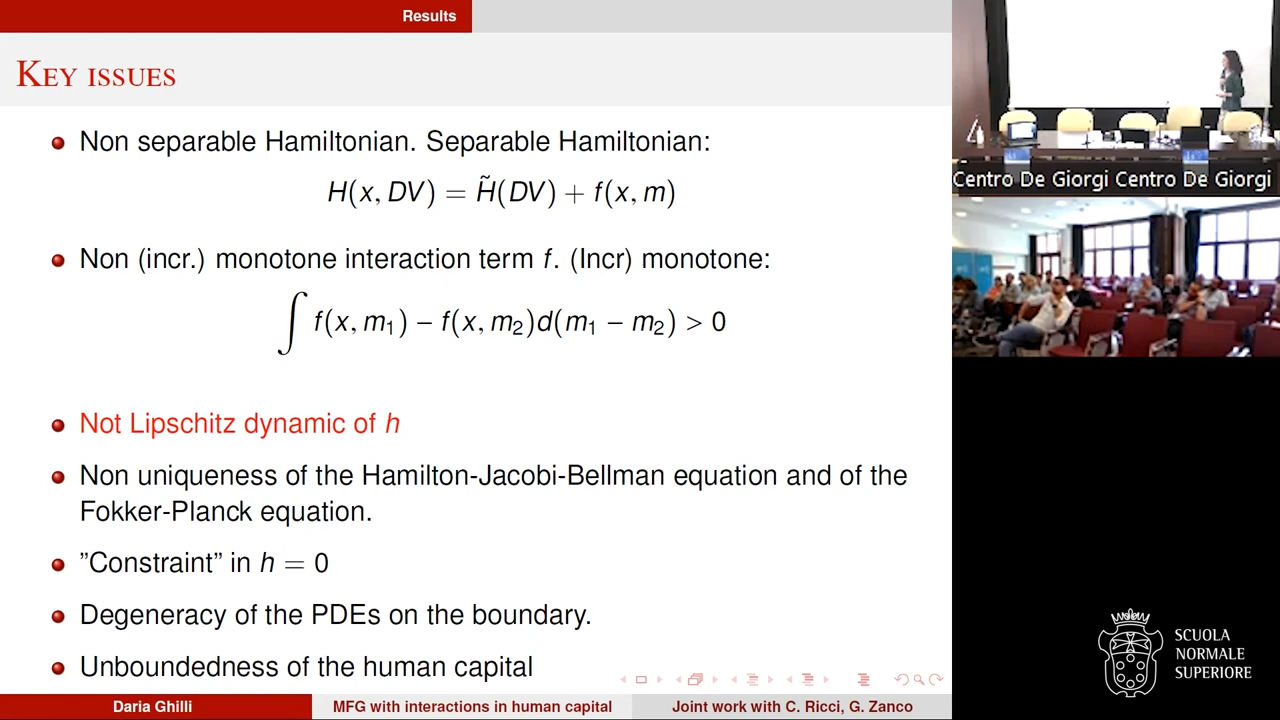 Results
Key issues
Non separable Hamiltonian. Separable Hamiltonian:
H(x, DV) = H̃(DV) + f(x, m)
Non (incr.) monotone interaction term f. (Incr) monotone:
∫ f(x, m₁) − f(x, m₂)d(m₁ − m₂) > 0
Not Lipschitz dynamic of h
Non uniqueness of the Hamilton-Jacobi-Bellman equation and of the
Fokker-Planck equation.
”Constraint” in h = 0
Degeneracy of the PDEs on the boundary.
Unboundedness of the human capital
Daria Ghilli
MFG with interactions in human capital
Joint work with C. Ricci, G. Zanco
Centro De Giorgi Centro De Giorgi
SCUOLA
NORMALE
SUPERIORE